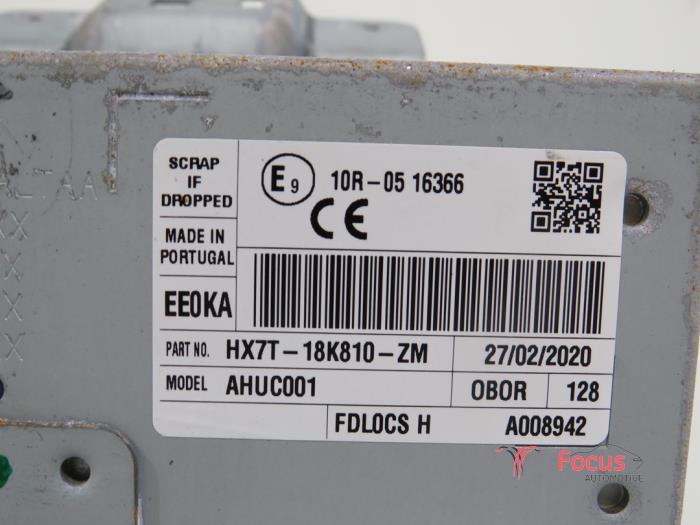 SCRAP
IF
DROPPED
E9 10R-05 16366
CE
MADE IN
PORTUGAL
EE0KA
PART NO. HX7T-18K810-ZM 27/02/2020
MODEL AHUC001 OBOR 128
FDLOCS H A008942
Focus
AUTOMOTIVE